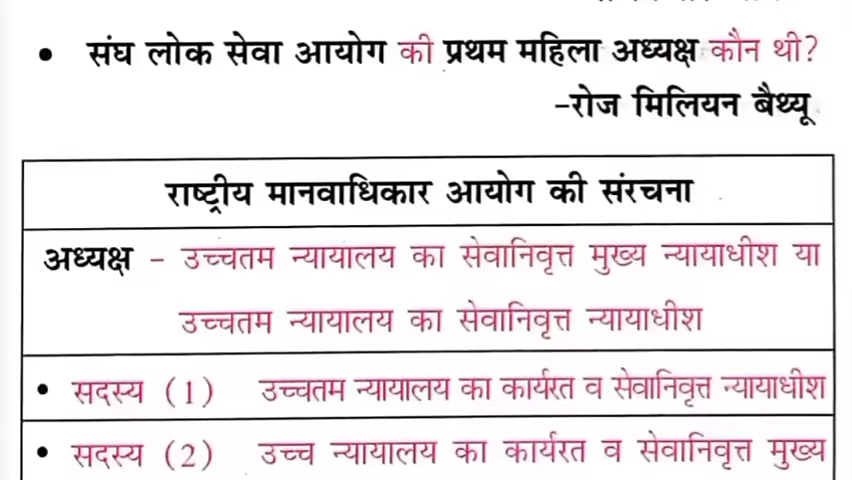 • संघ लोक सेवा आयोग की प्रथम महिला अध्यक्ष कौन थी?
–रोज मिलियन बैथ्यू
राष्ट्रीय मानवाधिकार आयोग की संरचना
अध्यक्ष – उच्चतम न्यायालय का सेवानिवृत्त मुख्य न्यायाधीश या
उच्चतम न्यायालय का सेवानिवृत्त न्यायाधीश
• सदस्य (1) उच्चतम न्यायालय का कार्यरत व सेवानिवृत्त न्यायाधीश
• सदस्य (2) उच्च न्यायालय का कार्यरत व सेवानिवृत्त मुख्य